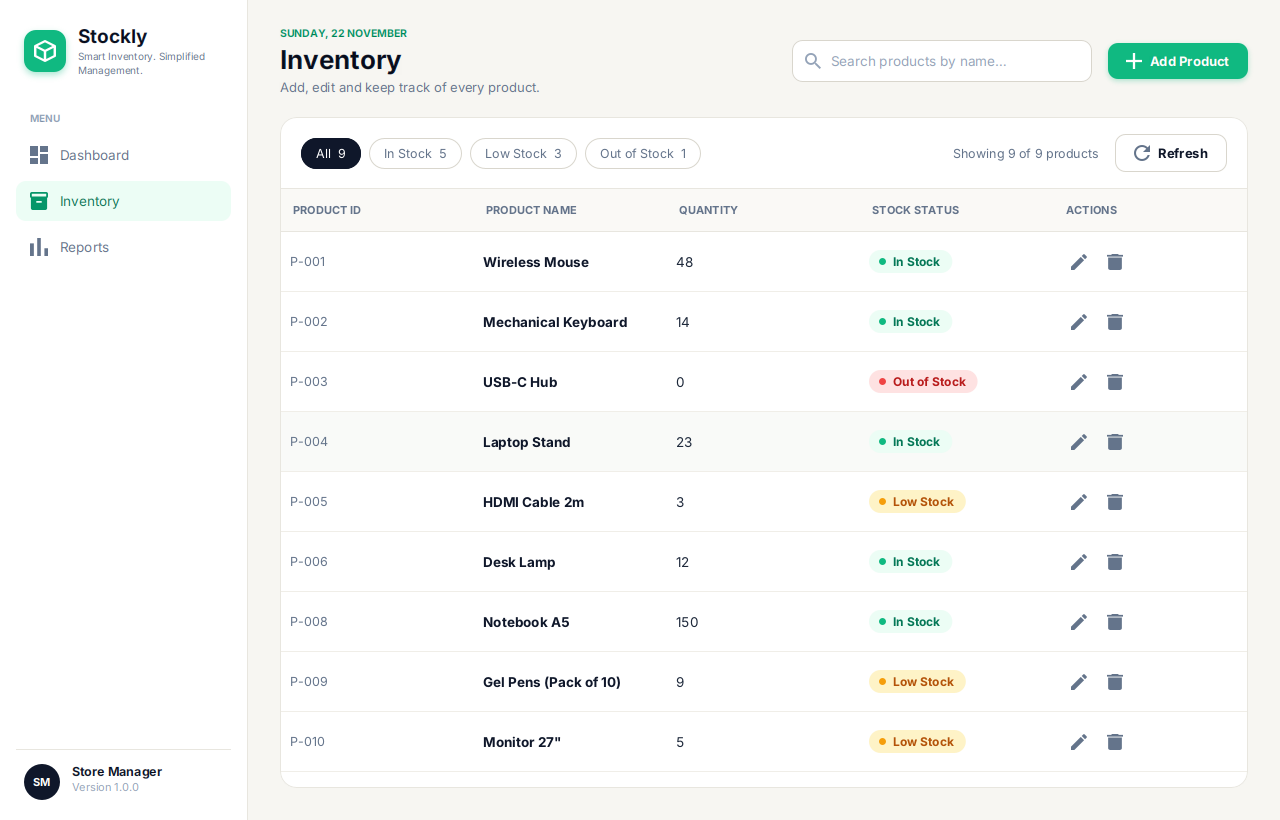 Stockly
Smart Inventory. Simplified
Management.
MENU
Dashboard
Inventory
Reports
SM
Store Manager
Version 1.0.0
SUNDAY, 22 NOVEMBER
Inventory
Add, edit and keep track of every product.
Search products by name...
Add Product
All 9
In Stock 5
Low Stock 3
Out of Stock 1
Showing 9 of 9 products
Refresh
PRODUCT ID PRODUCT NAME QUANTITY STOCK STATUS ACTIONS
P-001 Wireless Mouse 48 In Stock
P-002 Mechanical Keyboard 14 In Stock
P-003 USB-C Hub 0 Out of Stock
P-004 Laptop Stand 23 In Stock
P-005 HDMI Cable 2m 3 Low Stock
P-006 Desk Lamp 12 In Stock
P-008 Notebook A5 150 In Stock
P-009 Gel Pens (Pack of 10) 9 Low Stock
P-010 Monitor 27" 5 Low Stock